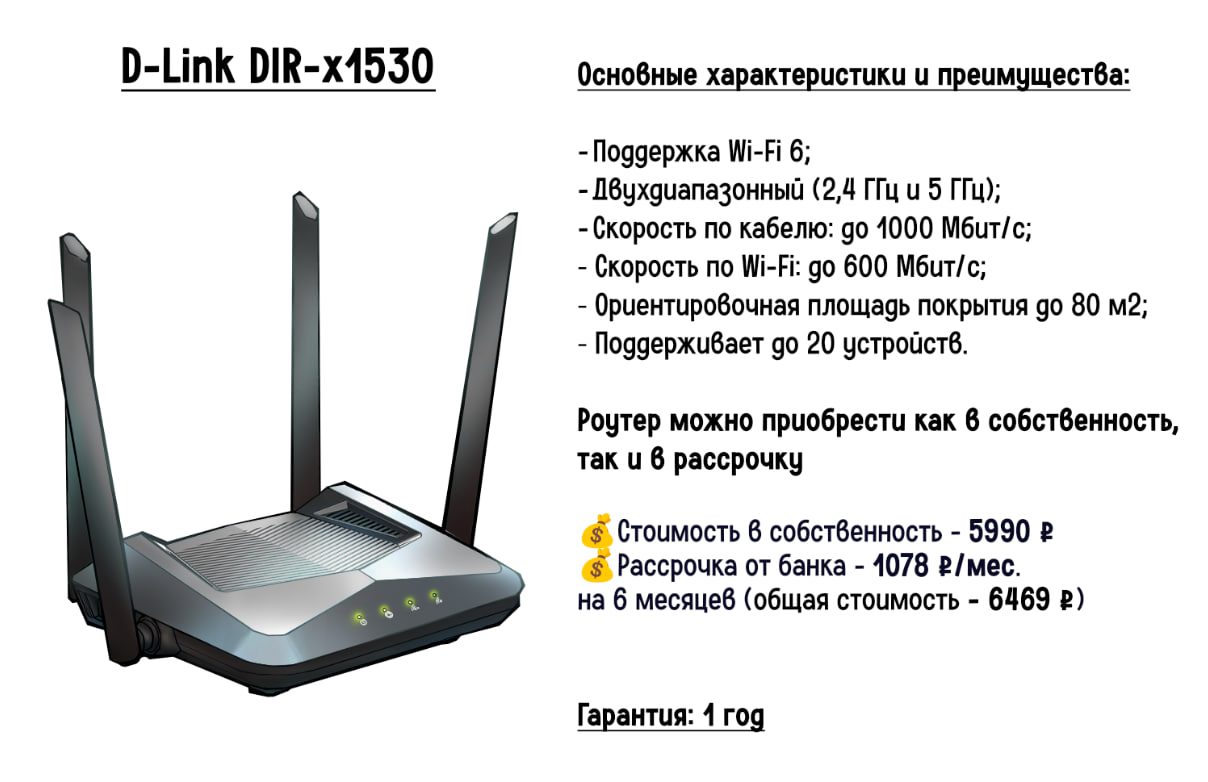 D-Link DIR-x1530
Основные характеристики и преимущества:
- Поддержка Wi-Fi 6;
- Двухдиапазонный (2,4 ГГц и 5 ГГц);
- Скорость по кабелю: до 1000 Мбит/с;
- Скорость по Wi-Fi: до 600 Мбит/с;
- Ориентировочная площадь покрытия до 80 м2;
- Поддерживает до 20 устройств.
Роутер можно приобрести как в собственность,
так и в рассрочку
💰Стоимость в собственность - 5990 ₽
💰Рассрочка от банка - 1078 ₽/мес.
на 6 месяцев (общая стоимость - 6469 ₽)
Гарантия: 1 год